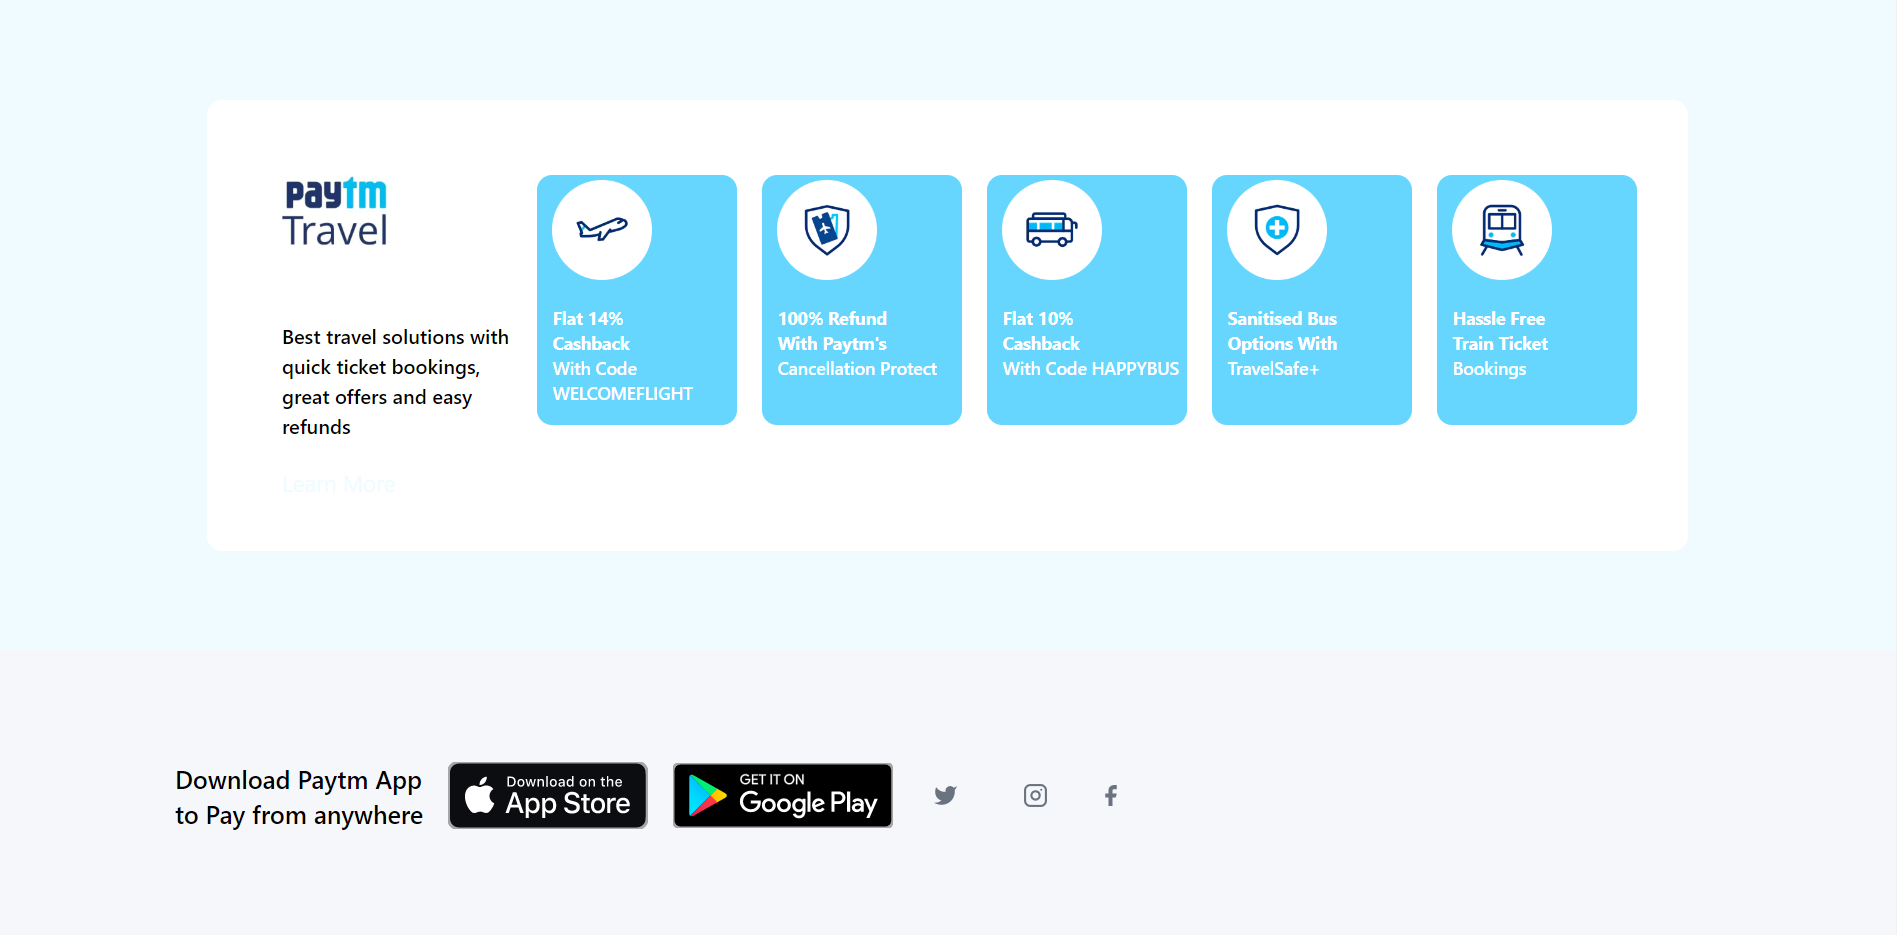 paytm
Travel
Best travel solutions with
quick ticket bookings,
great offers and easy
refunds
Learn More
Flat 14%
Cashback
With Code
WELCOMEFLIGHT
100% Refund
With Paytm's
Cancellation Protect
Flat 10%
Cashback
With Code HAPPYBUS
Sanitised Bus
Options With
TravelSafe+
Hassle Free
Train Ticket
Bookings
Download Paytm App
to Pay from anywhere
Download on the
App Store
GET IT ON
Google Play